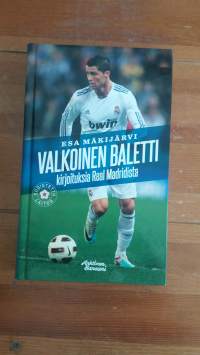 bwin
ESA MÄKIJÄRVI
VALKOINEN BALETTI
kirjoituksia Real Madridista